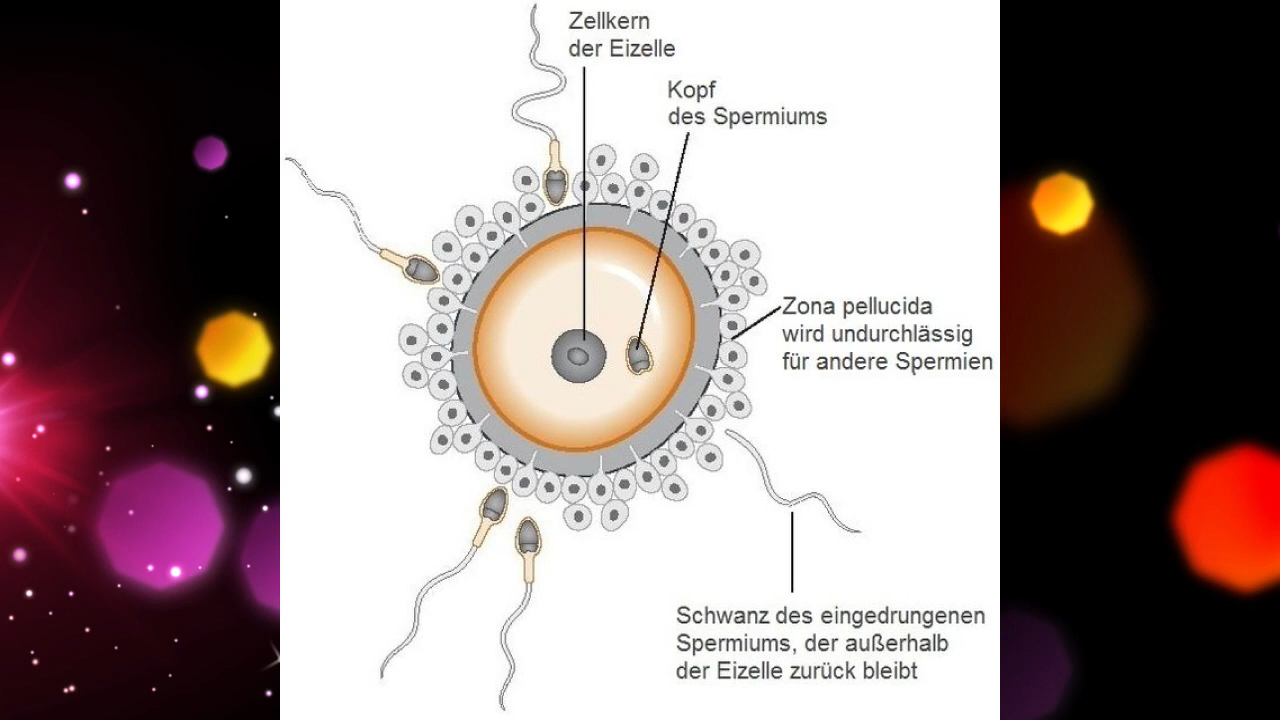 Zellkern
der Eizelle
Kopf
des Spermiums
Zona pellucida
wird undurchlässig
für andere Spermien
Schwanz des eingedrungenen
Spermiums, der außerhalb
der Eizelle zurück bleibt